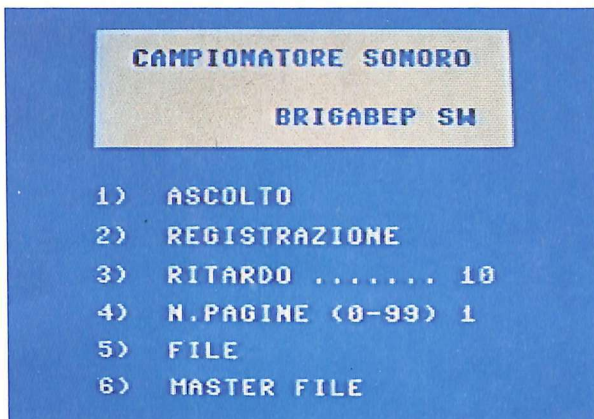 CAMPIONATORE SONORO
BRIGABEP SW
1) ASCOLTO
2) REGISTRAZIONE
3) RITARDO ....... 10
4) N.PAGINE (0-99) 1
5) FILE
6) MASTER FILE